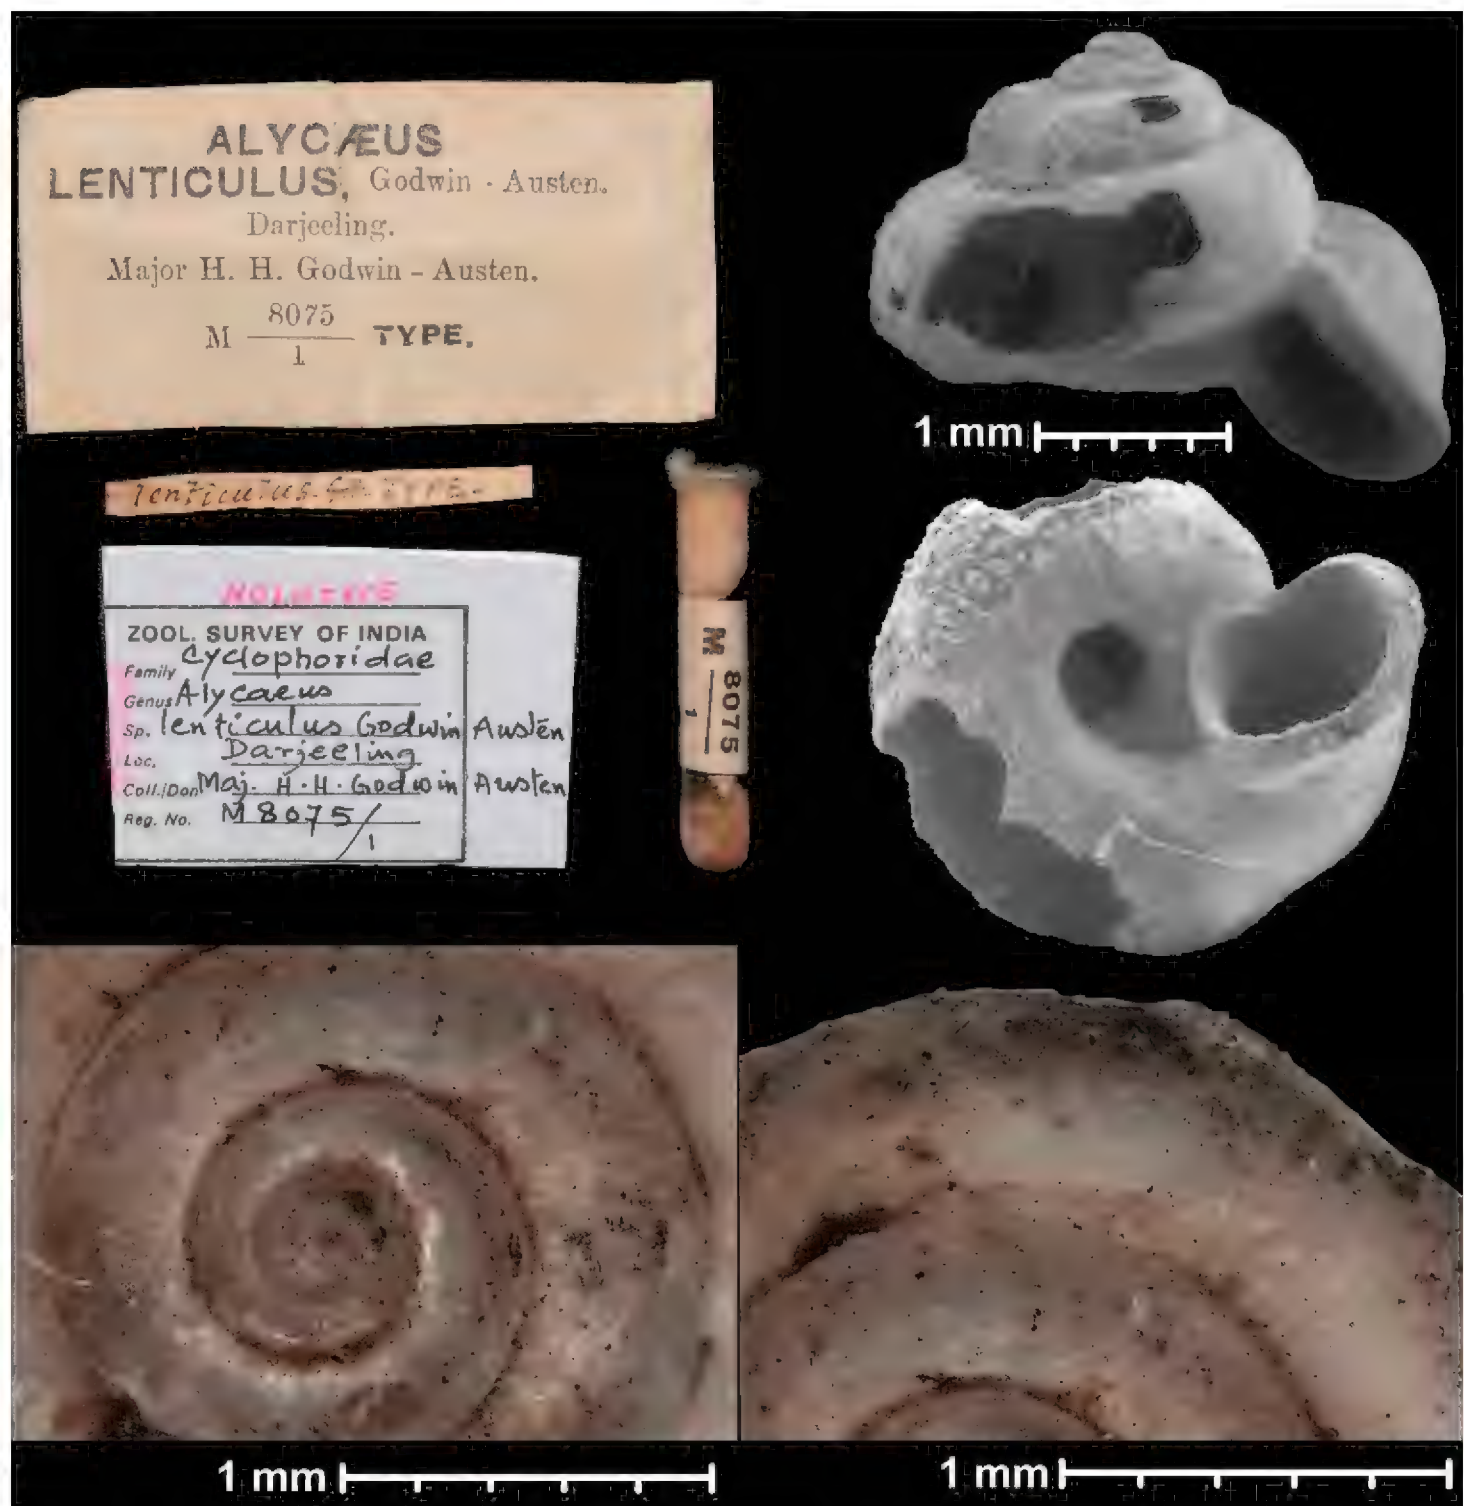 ALYCÆUS
LENTICULUS, Godwin - Austen.
Darjeeling.
Major H. H. Godwin - Austen.
M 8075/1 TYPE.
1 mm
lenticulus. TYPE.
ZOOL. SURVEY OF INDIA
Family Cyclophoridae
Genus Alycaeus
Sp. lenticulus Godwin Austen
Loc. Darjeeling
Coll./Don Maj. H.H. Godwin Austen
Reg. No. M8075/1
M 8075/1
1 mm
1 mm